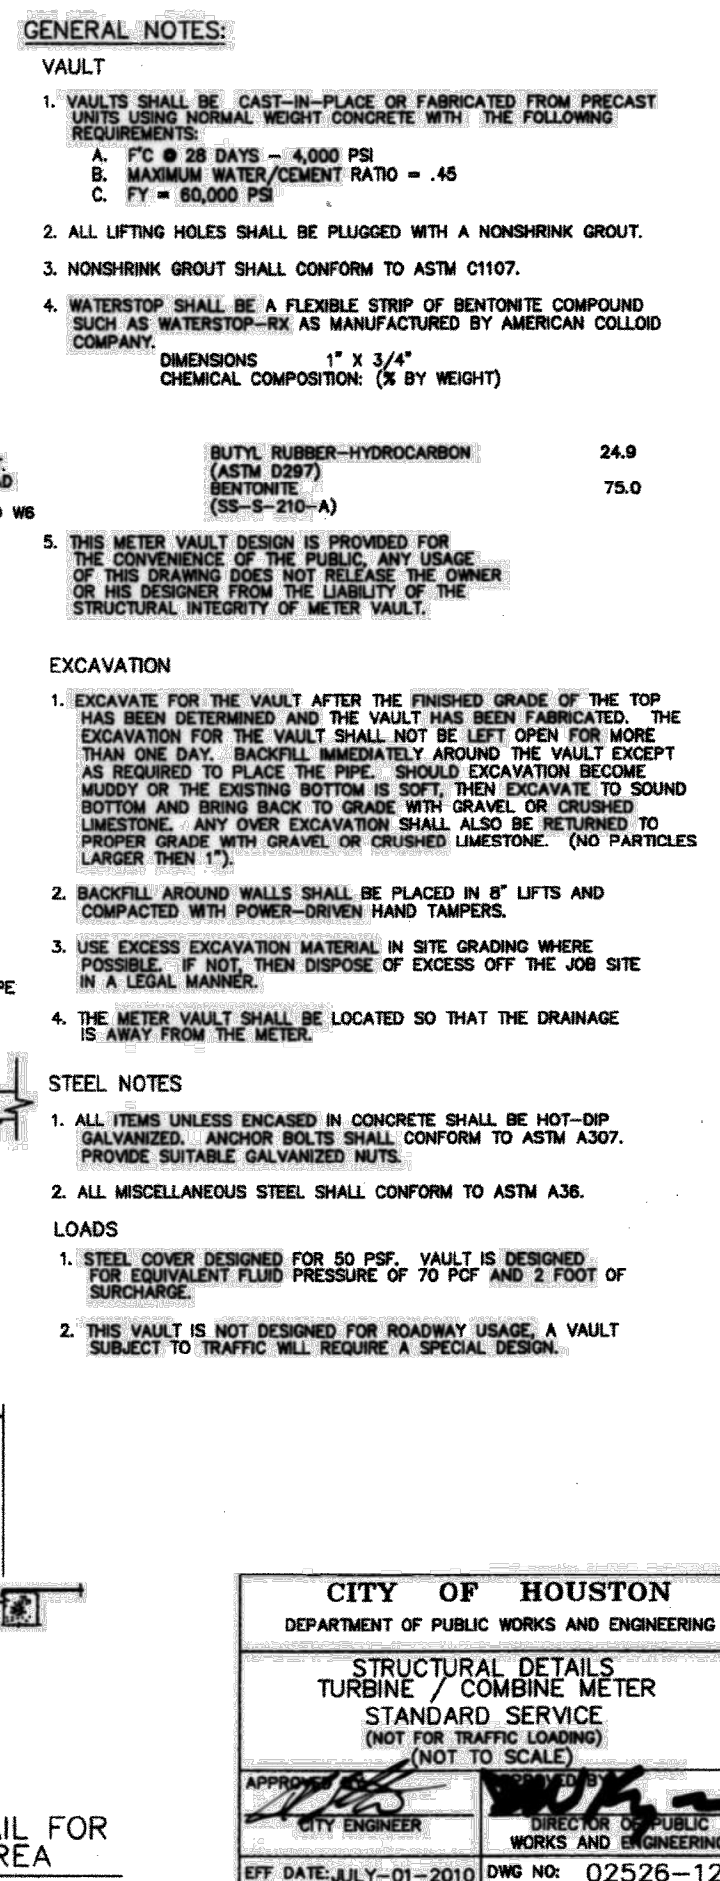 GENERAL NOTES:
VAULT
1. VAULTS SHALL BE CAST-IN-PLACE OR FABRICATED FROM PRECAST
UNITS USING NORMAL WEIGHT CONCRETE WITH THE FOLLOWING
REQUIREMENTS:
A. F'C @ 28 DAYS - 4,000 PSI
B. MAXIMUM WATER/CEMENT RATIO = .45
C. FY = 60,000 PSI
2. ALL LIFTING HOLES SHALL BE PLUGGED WITH A NONSHRINK GROUT.
3. NONSHRINK GROUT SHALL CONFORM TO ASTM C1107.
4. WATERSTOP SHALL BE A FLEXIBLE STRIP OF BENTONITE COMPOUND
SUCH AS WATERSTOP-RX AS MANUFACTURED BY AMERICAN COLLOID
COMPANY.
DIMENSIONS 1" X 3/4"
CHEMICAL COMPOSITION: (% BY WEIGHT)
BUTYL RUBBER-HYDROCARBON 24.9
(ASTM D297)
BENTONITE 75.0
(SS-S-210-A)
W6
5. THIS METER VAULT DESIGN IS PROVIDED FOR
THE CONVENIENCE OF THE PUBLIC, ANY USAGE
OF THIS DRAWING DOES NOT RELEASE THE OWNER
OR HIS DESIGNER FROM THE LIABILITY OF THE
STRUCTURAL INTEGRITY OF METER VAULT.
EXCAVATION
1. EXCAVATE FOR THE VAULT AFTER THE FINISHED GRADE OF THE TOP
HAS BEEN DETERMINED AND THE VAULT HAS BEEN FABRICATED. THE
EXCAVATION FOR THE VAULT SHALL NOT BE LEFT OPEN FOR MORE
THAN ONE DAY. BACKFILL IMMEDIATELY AROUND THE VAULT EXCEPT
AS REQUIRED TO PLACE THE PIPE. SHOULD EXCAVATION BECOME
MUDDY OR THE EXISTING BOTTOM IS SOFT, THEN EXCAVATE TO SOUND
BOTTOM AND BRING BACK TO GRADE WITH GRAVEL OR CRUSHED
LIMESTONE. ANY OVER EXCAVATION SHALL ALSO BE RETURNED TO
PROPER GRADE WITH GRAVEL OR CRUSHED LIMESTONE. (NO PARTICLES
LARGER THEN 1").
2. BACKFILL AROUND WALLS SHALL BE PLACED IN 8" LIFTS AND
COMPACTED WITH POWER-DRIVEN HAND TAMPERS.
3. USE EXCESS EXCAVATION MATERIAL IN SITE GRADING WHERE
POSSIBLE. IF NOT, THEN DISPOSE OF EXCESS OFF THE JOB SITE
IN A LEGAL MANNER.
4. THE METER VAULT SHALL BE LOCATED SO THAT THE DRAINAGE
IS AWAY FROM THE METER.
STEEL NOTES
1. ALL ITEMS UNLESS ENCASED IN CONCRETE SHALL BE HOT-DIP
GALVANIZED. ANCHOR BOLTS SHALL CONFORM TO ASTM A307.
PROVIDE SUITABLE GALVANIZED NUTS.
2. ALL MISCELLANEOUS STEEL SHALL CONFORM TO ASTM A36.
LOADS
1. STEEL COVER DESIGNED FOR 50 PSF. VAULT IS DESIGNED
FOR EQUIVALENT FLUID PRESSURE OF 70 PCF AND 2 FOOT OF
SURCHARGE.
2. THIS VAULT IS NOT DESIGNED FOR ROADWAY USAGE, A VAULT
SUBJECT TO TRAFFIC WILL REQUIRE A SPECIAL DESIGN.
CITY OF HOUSTON
DEPARTMENT OF PUBLIC WORKS AND ENGINEERING
STRUCTURAL DETAILS
TURBINE / COMBINE METER
STANDARD SERVICE
(NOT FOR TRAFFIC LOADING)
(NOT TO SCALE)
CITY ENGINEER
DIRECTOR OF PUBLIC
WORKS AND ENGINEERING
FOR
EFF DATE: JULY-01-2010 DWG NO: 02526-12